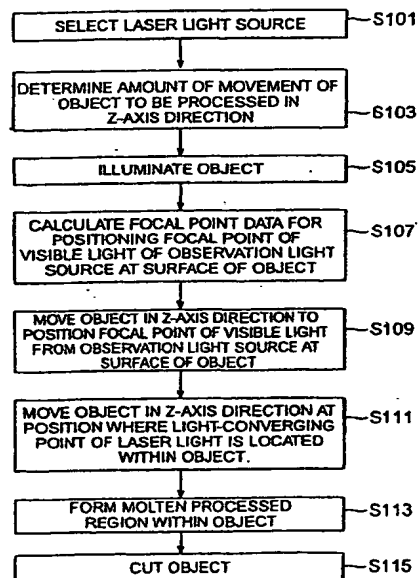 SELECT LASER LIGHT SOURCE
S101
DETERMINE AMOUNT OF MOVEMENT OF
OBJECT TO BE PROCESSED IN
Z-AXIS DIRECTION
S103
ILLUMINATE OBJECT
S105
CALCULATE FOCAL POINT DATA FOR
POSITIONING FOCAL POINT OF
VISIBLE LIGHT OF OBSERVATION LIGHT
SOURCE AT SURFACE OF OBJECT
S107
MOVE OBJECT IN Z-AXIS DIRECTION TO
POSITION FOCAL POINT OF VISIBLE LIGHT
FROM OBSERVATION LIGHT SOURCE AT
SURFACE OF OBJECT
S109
MOVE OBJECT IN Z-AXIS DIRECTION AT
POSITION WHERE LIGHT-CONVERGING
POINT OF LASER LIGHT IS LOCATED
WITHIN OBJECT.
S111
FORM MOLTEN PROCESSED
REGION WITHIN OBJECT
S113
CUT OBJECT
S115